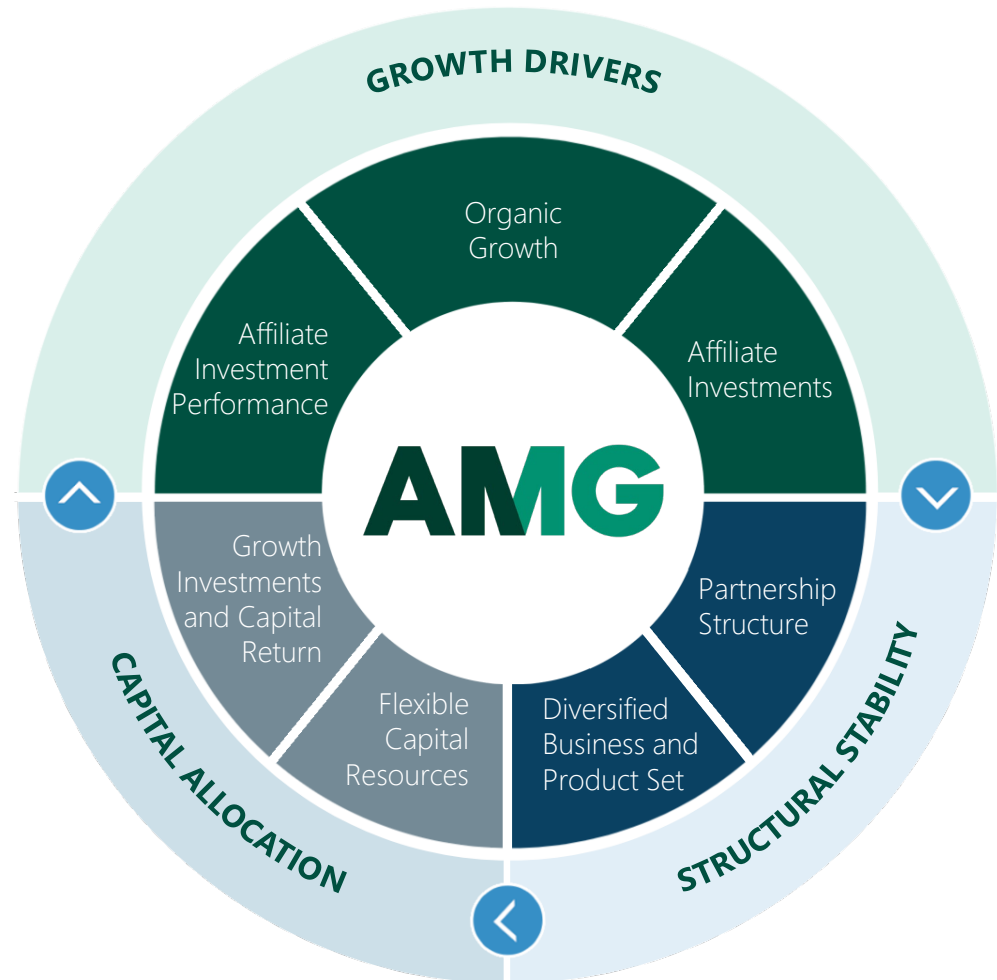 GROWTH DRIVERS
Organic
Growth
Affiliate
Investment
Performance
Affiliate
Investments
AMG
Growth
Investments
and Capital
Return
Partnership
Structure
Flexible
Capital
Resources
Diversified
Business and
Product Set
CAPITAL ALLOCATION
STRUCTURAL STABILITY